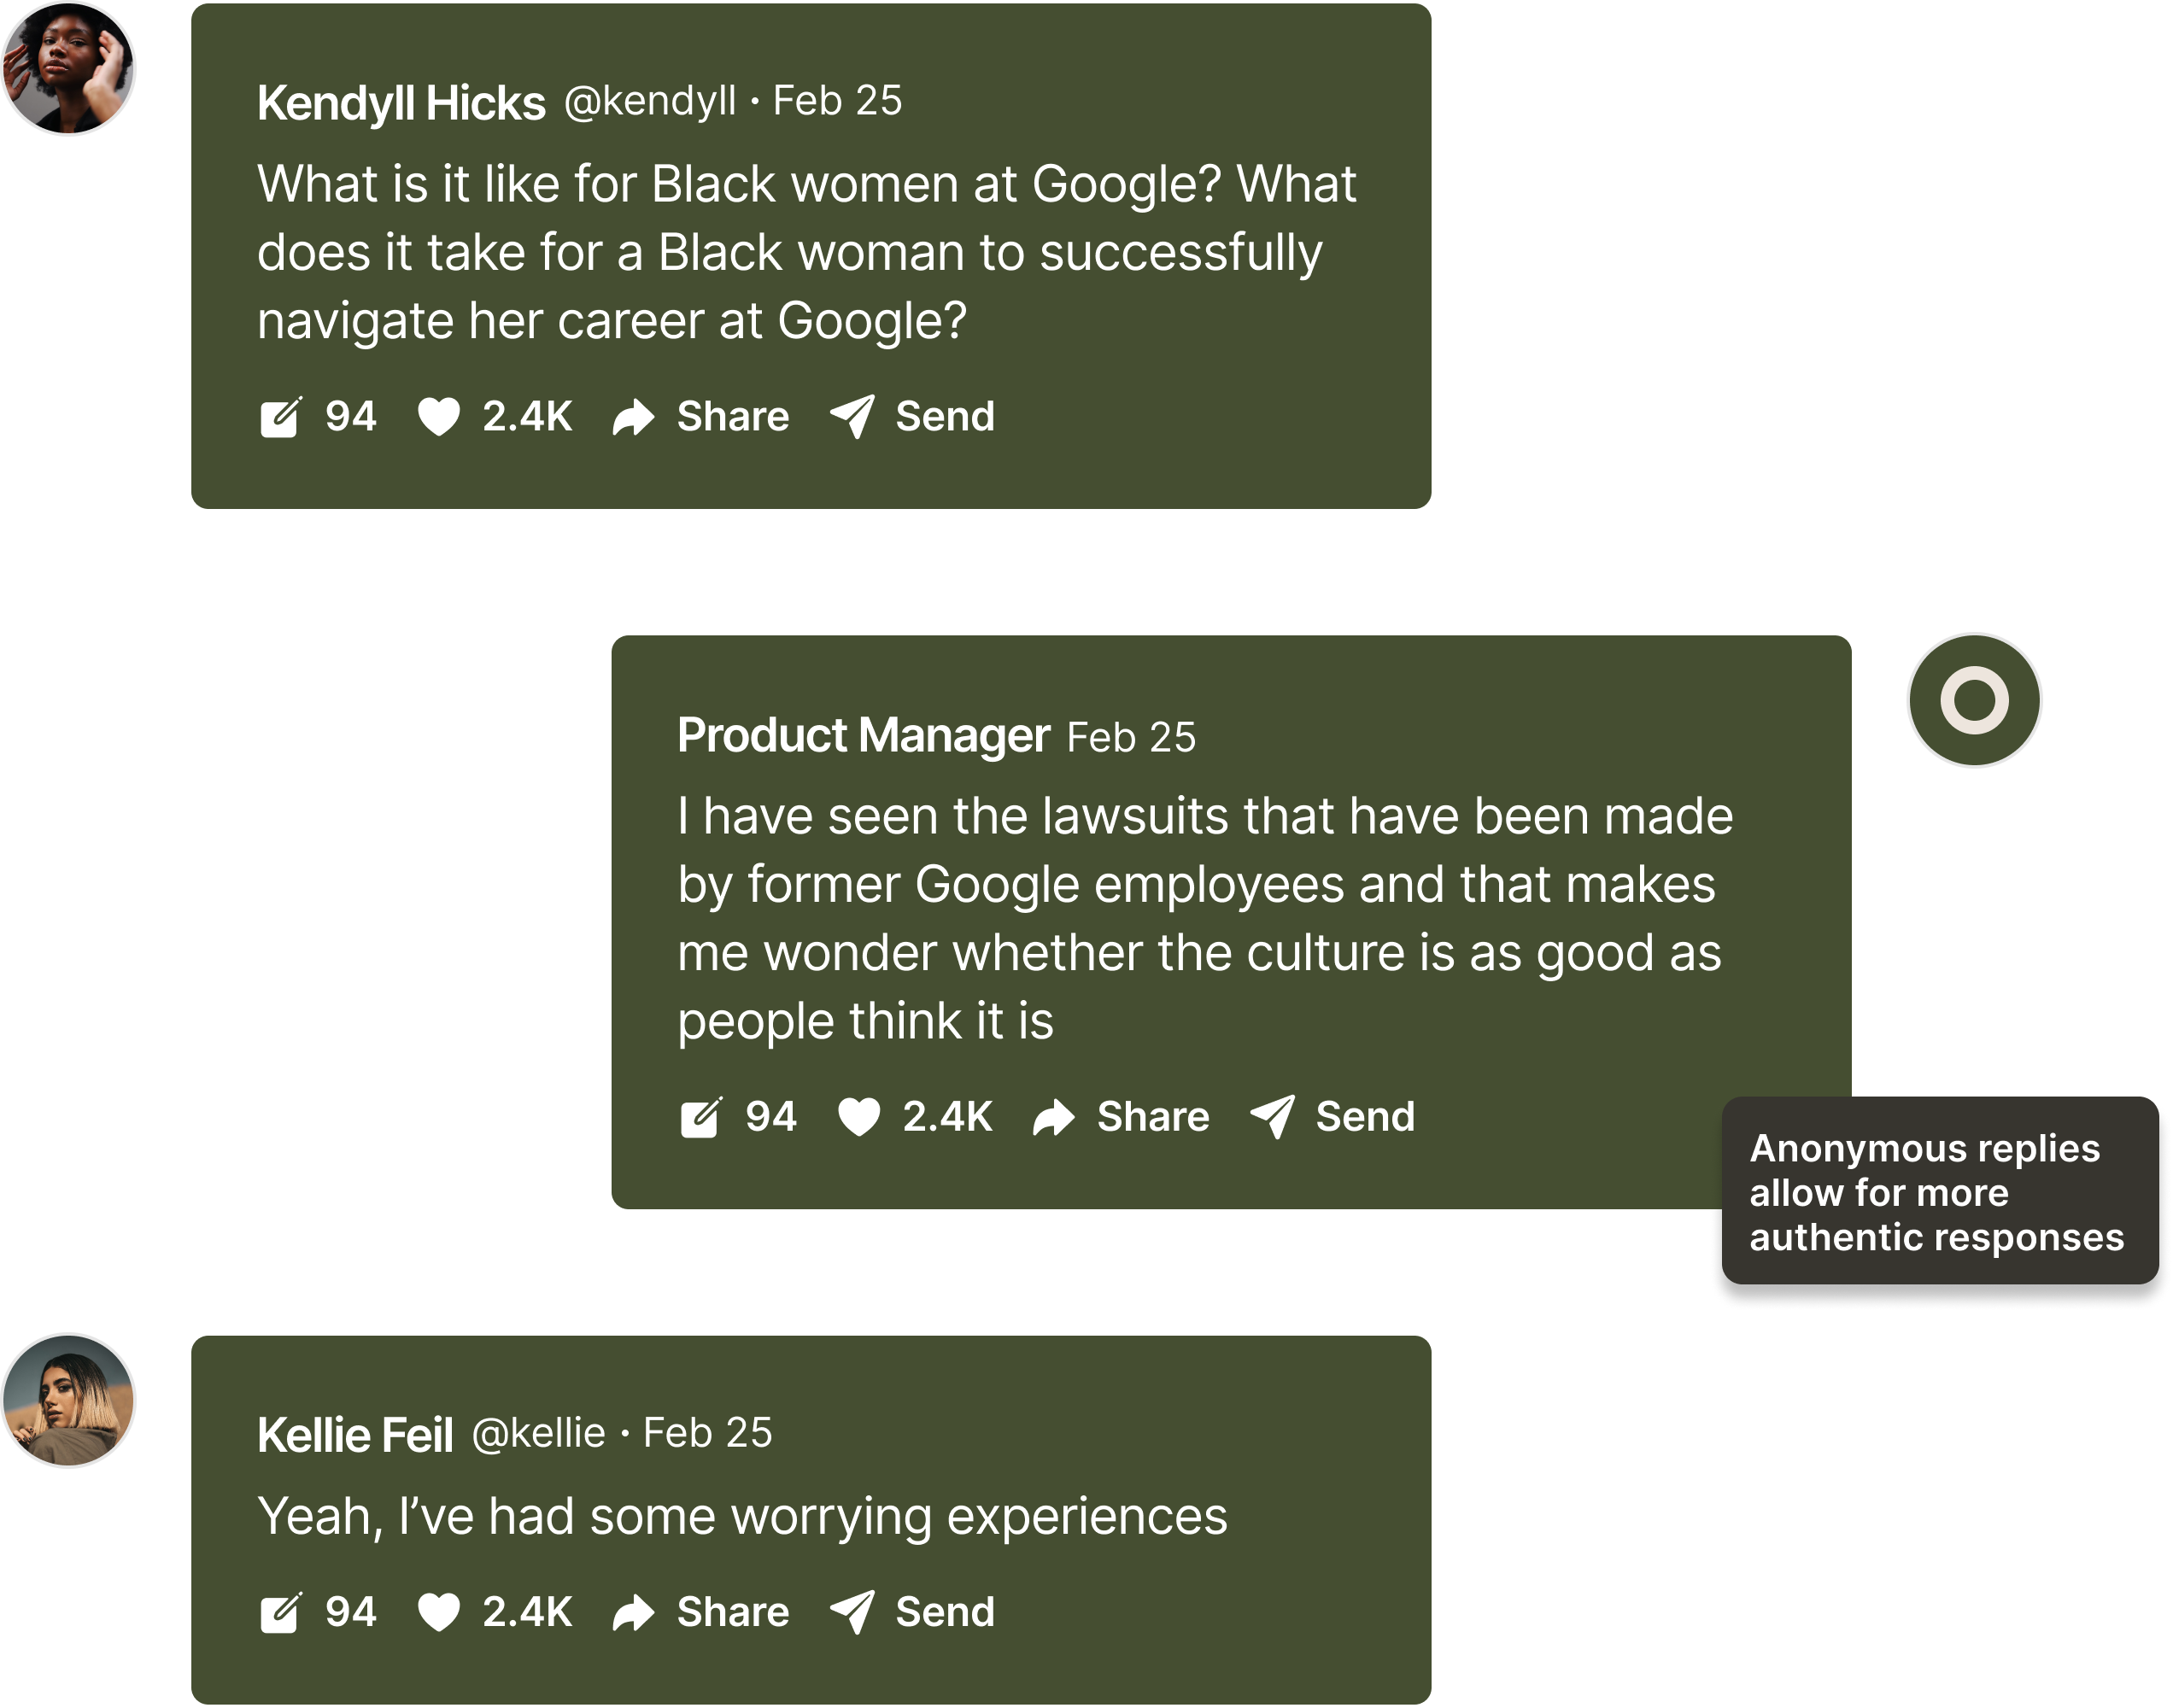 Kendyll Hicks @kendyll · Feb 25
What is it like for Black women at Google? What
does it take for a Black woman to successfully
navigate her career at Google?
94 2.4K Share Send
Product Manager Feb 25
I have seen the lawsuits that have been made
by former Google employees and that makes
me wonder whether the culture is as good as
people think it is
94 2.4K Share Send
Anonymous replies
allow for more
authentic responses
Kellie Feil @kellie · Feb 25
Yeah, I’ve had some worrying experiences
94 2.4K Share Send